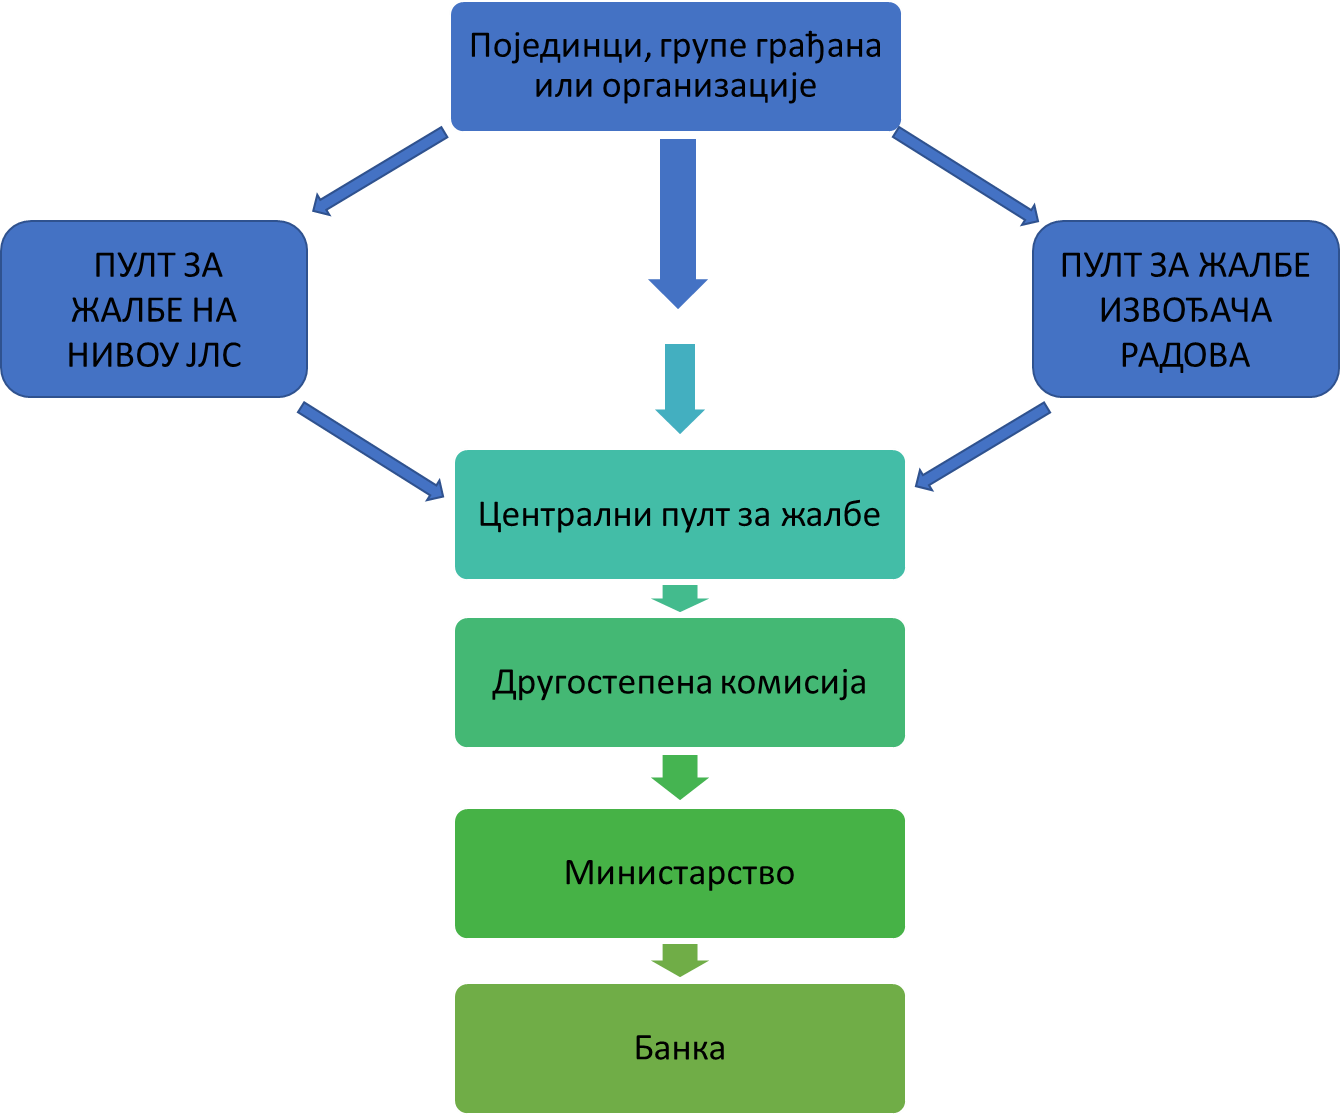 Појединци, групе грађана
или организације
ПУЛТ ЗА
ЖАЛБЕ НА
НИВОУ ЈЛС
ПУЛТ ЗА ЖАЛБЕ
ИЗВОЂАЧА
РАДОВА
Централни пулт за жалбе
Другостепена комисија
Министарство
Банка